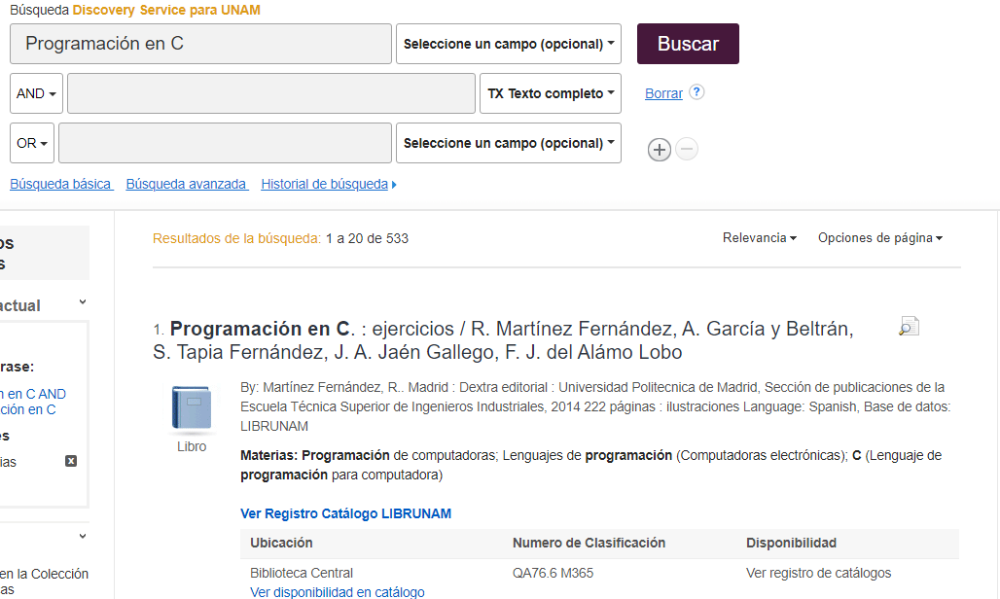 Búsqueda Discovery Service para UNAM
Programación en C
Seleccione un campo (opcional)
Buscar
AND
TX Texto completo
Borrar ?
OR
Seleccione un campo (opcional)
Búsqueda básica Búsqueda avanzada Historial de búsqueda
os
s
actual
rase:
n en C AND
ción en C
es
ias
en la Colección
as
Resultados de la búsqueda: 1 a 20 de 533
Relevancia Opciones de página
1. Programación en C. : ejercicios / R. Martínez Fernández, A. García y Beltrán,
S. Tapia Fernández, J. A. Jaén Gallego, F. J. del Alámo Lobo
Libro
By: Martínez Fernández, R.. Madrid : Dextra editorial : Universidad Politecnica de Madrid, Sección de publicaciones de la
Escuela Técnica Superior de Ingenieros Industriales, 2014 222 páginas : ilustraciones Language: Spanish, Base de datos:
LIBRUNAM
Materias: Programación de computadoras; Lenguajes de programación (Computadoras electrónicas); C (Lenguaje de
programación para computadora)
Ver Registro Catálogo LIBRUNAM
Ubicación Numero de Clasificación Disponibilidad
Biblioteca Central QA76.6 M365 Ver registro de catálogos
Ver disponibilidad en catálogo